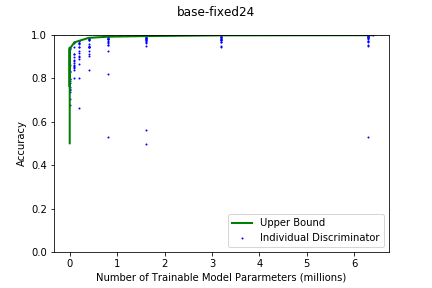 base-fixed24
1.0
0.8
0.6
0.4
0.2
0.0
Accuracy
Upper Bound
Individual Discriminator
0 1 2 3 4 5 6
Number of Trainable Model Pararmeters (millions)